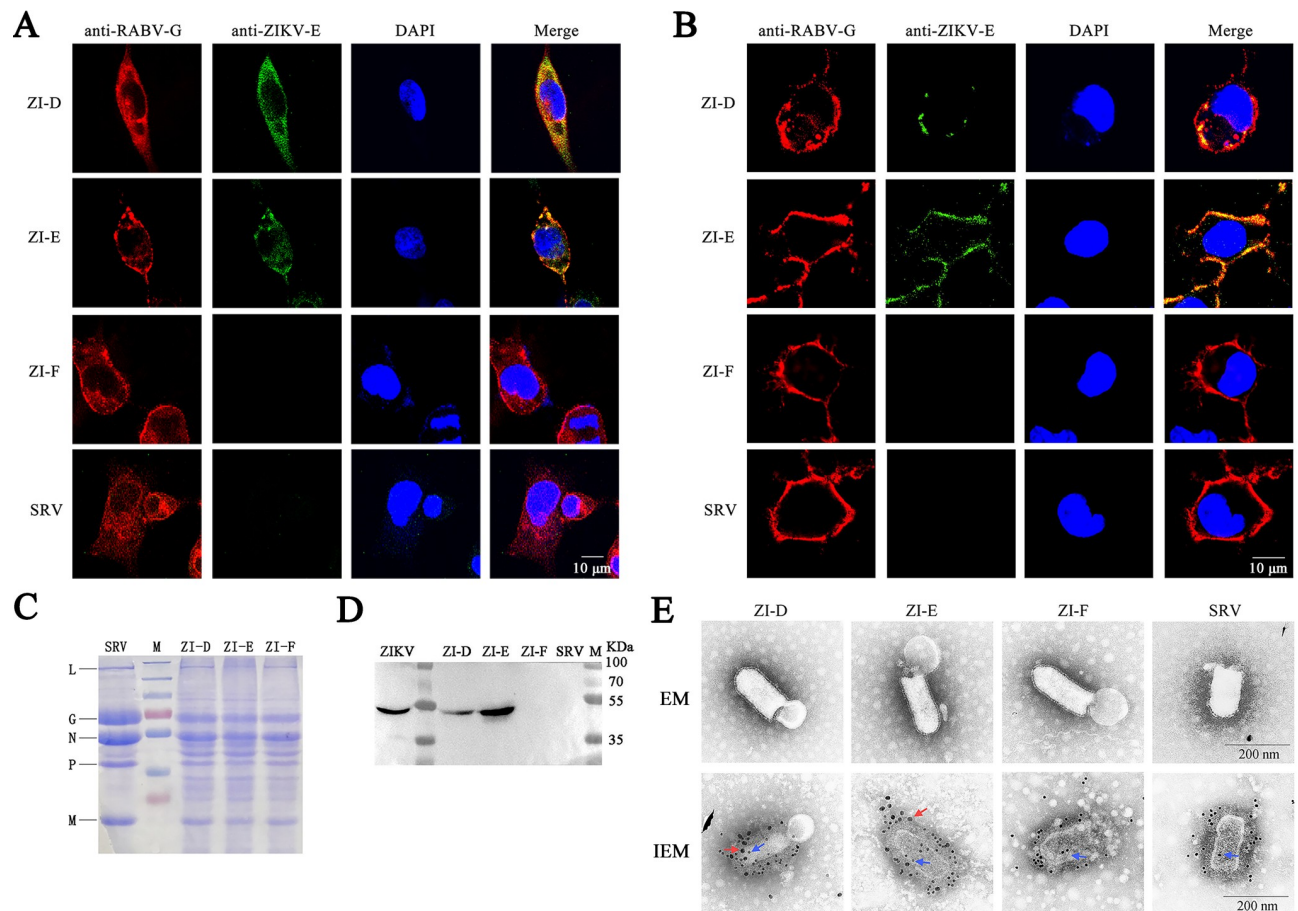 A
anti-RABV-G anti-ZIKV-E DAPI Merge
ZI-D
ZI-E
ZI-F
SRV
10 μm
B
anti-RABV-G anti-ZIKV-E DAPI Merge
ZI-D
ZI-E
ZI-F
SRV
10 μm
C
SRV M ZI-D ZI-E ZI-F
L
G
N
P
M
D
ZIKV ZI-D ZI-E ZI-F SRV M KDa
100
70
55
35
E
ZI-D ZI-E ZI-F SRV
EM
200 nm
IEM
200 nm